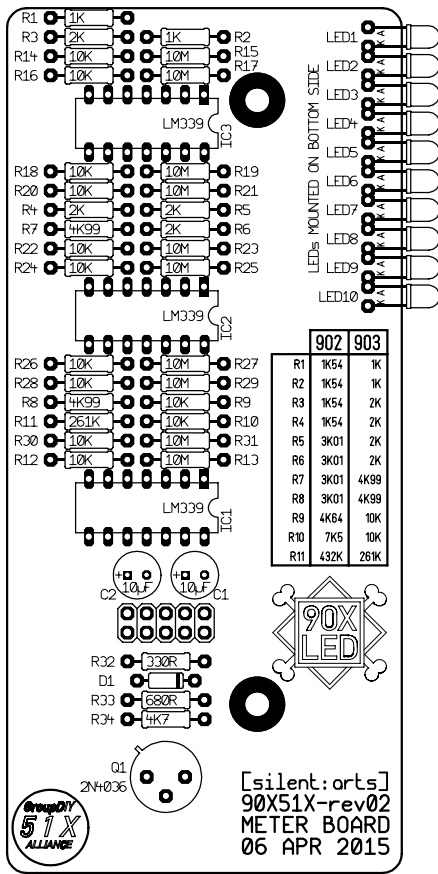 R1 1K
R3 2K 1K R2
R14 10K 10M R15
R16 10K 10M R17
LM339 IC3
R18 10K 10M R19
R20 10K 10M R21
R4 2K 2K R5
R7 4K99 2K R6
R22 10K 10M R23
R24 10K 10M R25
LM339 IC2
R26 10K 10M R27
R28 10K 10M R29
R8 4K99 10K R9
R11 261K 10K R10
R30 10K 10M R31
R12 10K 10M R13
LM339 IC1
+ 10µF + 10µF
C2 C1
R32 330R
D1
R33 680R
R34 4K7
Q1
2N4036
GroupDIY
51X
ALLIANCE
LEDs MOUNTED ON BOTTOM SIDE
LED1 K A
LED2 K A
LED3 K A
LED4 K A
LED5 K A
LED6 K A
LED7 K A
LED8 K A
LED9 K A
LED10 K A
902 903
R1 1K54 1K
R2 1K54 1K
R3 1K54 2K
R4 1K54 2K
R5 3K01 2K
R6 3K01 2K
R7 3K01 4K99
R8 3K01 4K99
R9 4K64 10K
R10 7K5 10K
R11 432K 261K
90X
LED
[silent:arts]
90X51X-rev02
METER BOARD
06 APR 2015